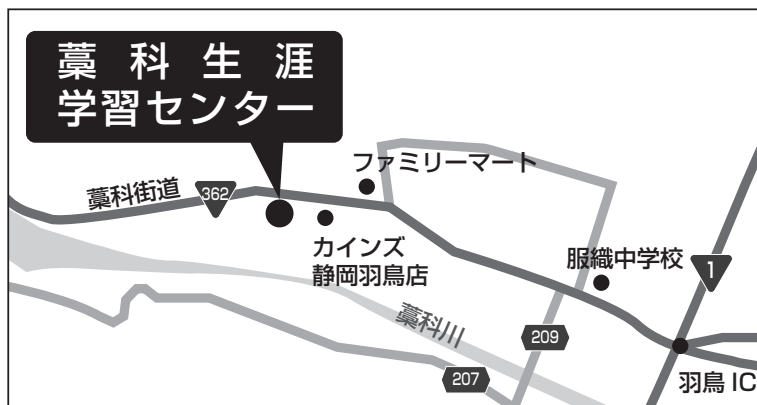 藁科生涯
学習センター
ファミリーマート
藁科街道
362
カインズ
静岡羽鳥店
服織中学校
1
藁科川
209
207
羽鳥 IC